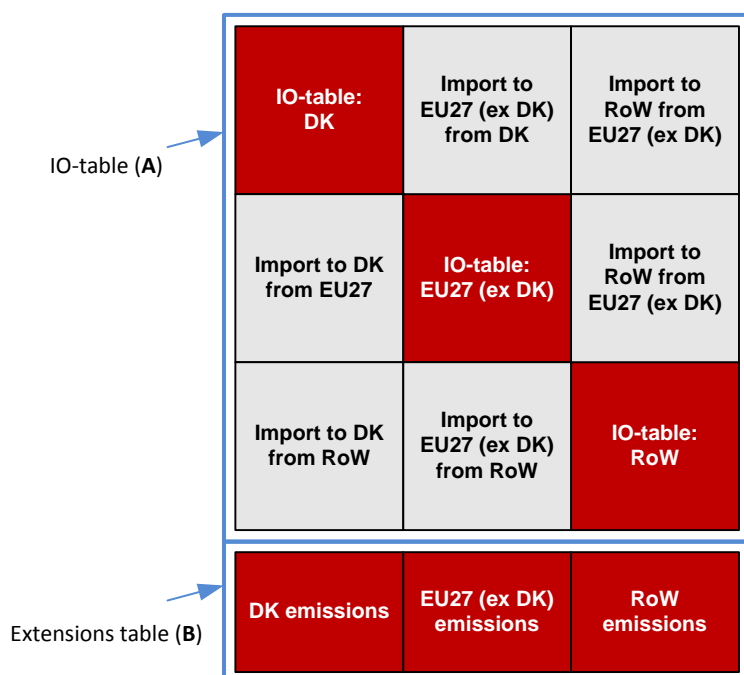 IO-table:
DK
Import to
EU27 (ex DK)
from DK
Import to
RoW from
EU27 (ex DK)
IO-table (A)
Import to DK
from EU27
IO-table:
EU27 (ex DK)
Import to
RoW from
EU27 (ex DK)
Import to DK
from RoW
Import to
EU27 (ex DK)
from RoW
IO-table:
RoW
Extensions table (B)
DK emissions
EU27 (ex DK)
emissions
RoW
emissions